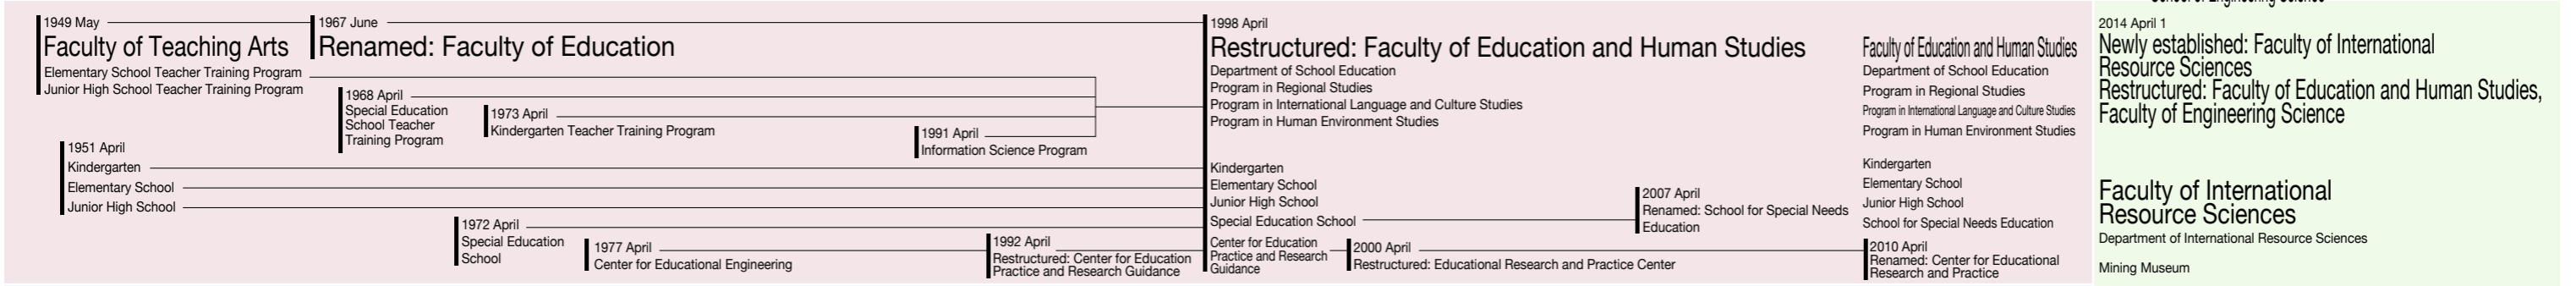 1949 May
Faculty of Teaching Arts
Elementary School Teacher Training Program
Junior High School Teacher Training Program
1967 June
Renamed: Faculty of Education
1968 April
Special Education
School Teacher
Training Program
1973 April
Kindergarten Teacher Training Program
1991 April
Information Science Program
1951 April
Kindergarten
Elementary School
Junior High School
1972 April
Special Education
School
1977 April
Center for Educational Engineering
1992 April
Restructured: Center for Education
Practice and Research Guidance
1998 April
Restructured: Faculty of Education and Human Studies
Department of School Education
Program in Regional Studies
Program in International Language and Culture Studies
Program in Human Environment Studies
Kindergarten
Elementary School
Junior High School
Special Education School
Center for Education
Practice and Research
Guidance
2000 April
Restructured: Educational Research and Practice Center
2007 April
Renamed: School for Special Needs
Education
Faculty of Education and Human Studies
Department of School Education
Program in Regional Studies
Program in International Language and Culture Studies
Program in Human Environment Studies
Kindergarten
Elementary School
Junior High School
School for Special Needs Education
2010 April
Renamed: Center for Educational
Research and Practice
2014 April 1
Newly established: Faculty of International
Resource Sciences
Restructured: Faculty of Education and Human Studies,
Faculty of Engineering Science
Faculty of International
Resource Sciences
Department of International Resource Sciences
Mining Museum